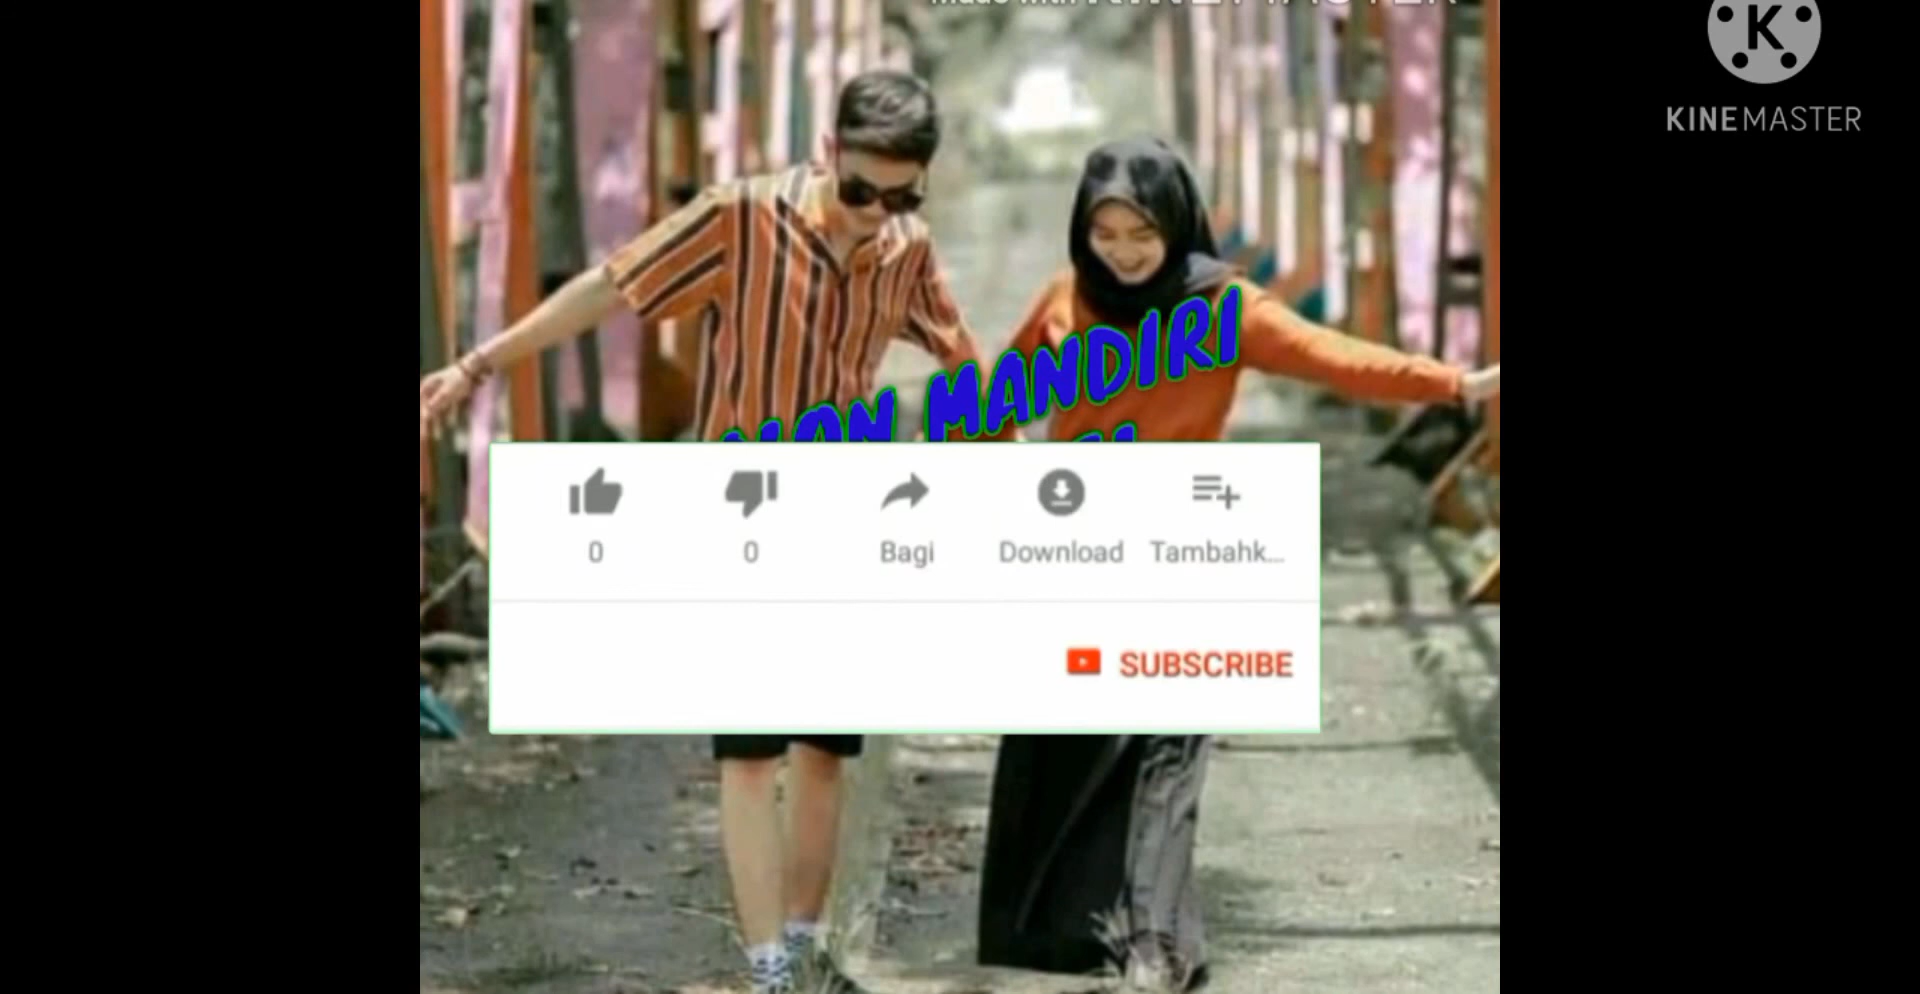 KINEMASTER
MANDIRI
0 0 Bagi Download Tambahk...
SUBSCRIBE